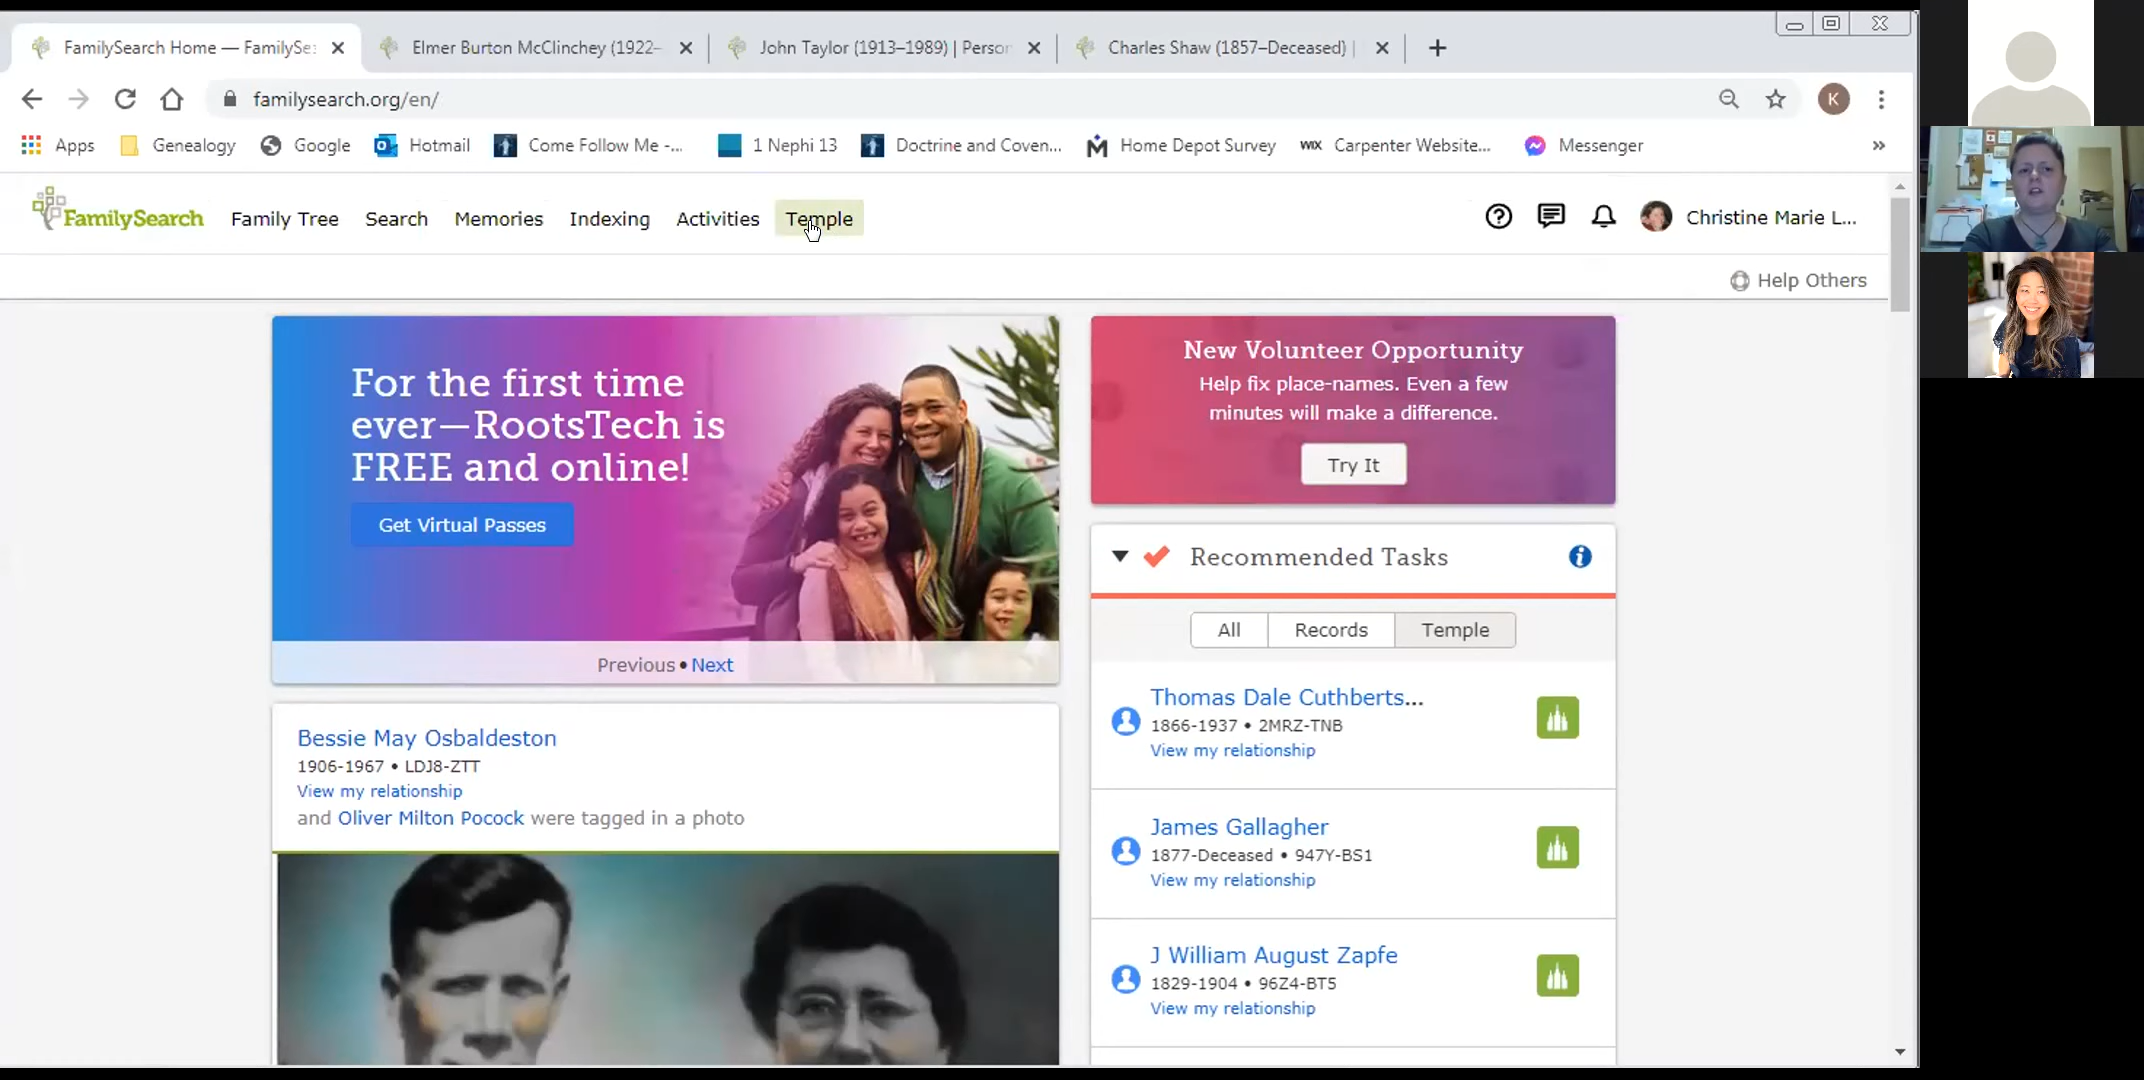 FamilySearch Home — FamilySe:
Elmer Burton McClinchey (1922–
John Taylor (1913–1989) | Person
Charles Shaw (1857–Deceased) |
familysearch.org/en/
K
Apps
Genealogy
Google
Hotmail
Come Follow Me -...
1 Nephi 13
Doctrine and Coven...
Home Depot Survey
WIX
Carpenter Website...
Messenger
»
FamilySearch
Family Tree
Search
Memories
Indexing
Activities
Temple
Christine Marie L...
Help Others
For the first time
ever—RootsTech is
FREE and online!
Get Virtual Passes
Previous • Next
New Volunteer Opportunity
Help fix place-names. Even a few
minutes will make a difference.
Try It
Recommended Tasks
All
Records
Temple
Thomas Dale Cuthberts...
1866-1937 • 2MRZ-TNB
View my relationship
James Gallagher
1877-Deceased • 947Y-BS1
View my relationship
J William August Zapfe
1829-1904 • 96Z4-BT5
View my relationship
Bessie May Osbaldeston
1906-1967 • LDJ8-ZTT
View my relationship
and Oliver Milton Pocock were tagged in a photo